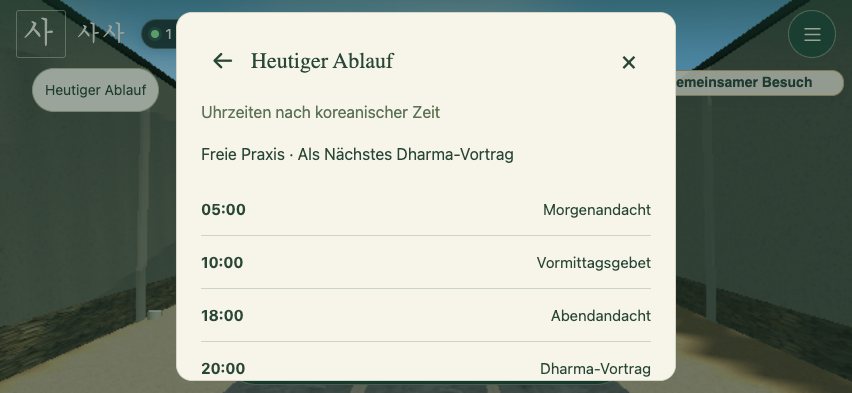 사 사사 1
Heutiger Ablauf
emeinsamer Besuch
Heutiger Ablauf
Uhrzeiten nach koreanischer Zeit
Freie Praxis · Als Nächstes Dharma-Vortrag
05:00 Morgenandacht
10:00 Vormittagsgebet
18:00 Abendandacht
20:00 Dharma-Vortrag